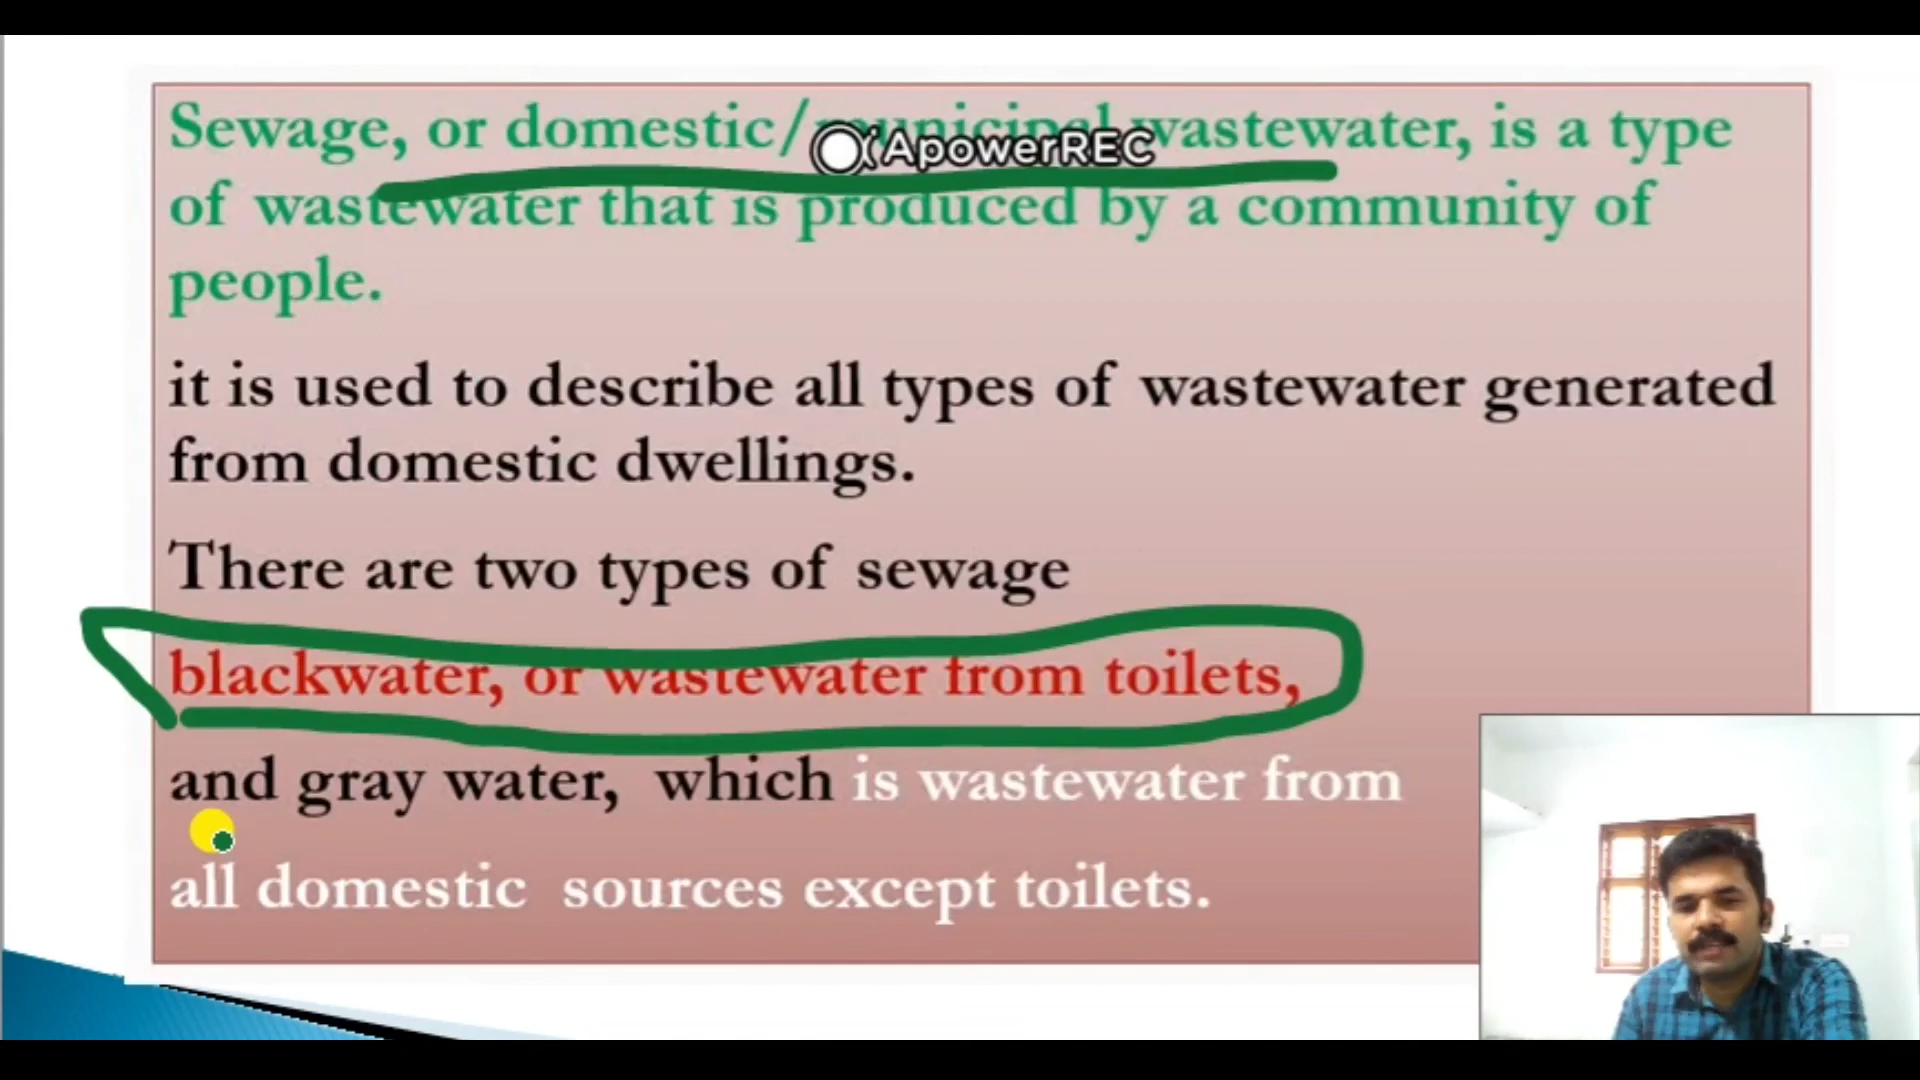 Sewage, or domestic/municipal wastewater, is a type
ApowerREC
of wastewater that is produced by a community of
people.
it is used to describe all types of wastewater generated
from domestic dwellings.
There are two types of sewage
blackwater, or wastewater from toilets,
and gray water, which is wastewater from
all domestic sources except toilets.